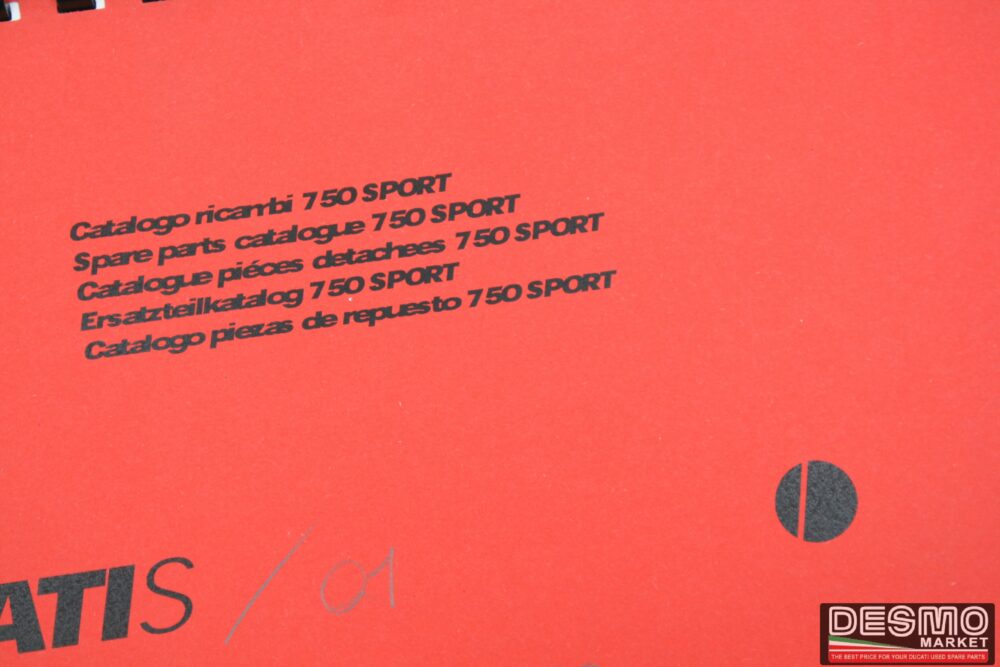 Catalogo ricambi 750 SPORT
Spare parts catalogue 750 SPORT
Catalogue piéces detachees 750 SPORT
Ersatzteilkatalog 750 SPORT
Catalogo piezas de repuesto 750 SPORT
ATIS / 01
DESMO
MARKET
THE BEST PRICE FOR YOUR DUCATI USED SPARE PARTS